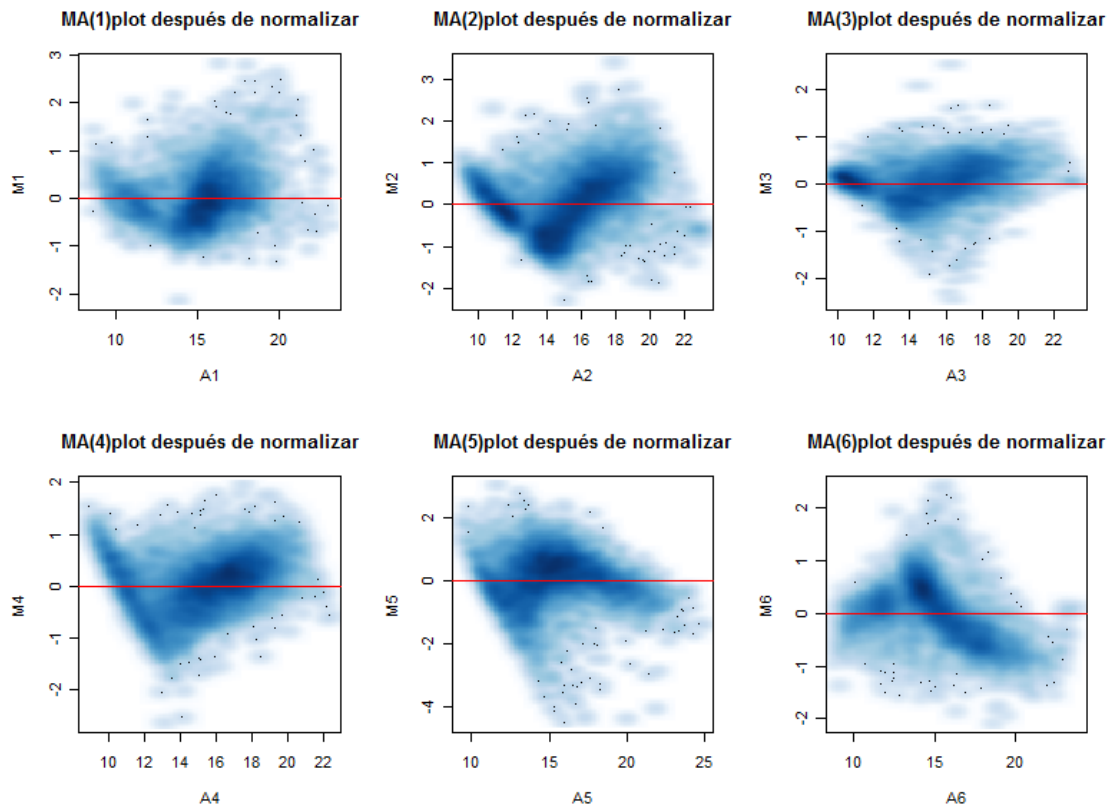 MA(1)plot después de normalizar
MA(2)plot después de normalizar
MA(3)plot después de normalizar
M1
3
2
1
0
-1
-2
10
15
20
A1
M2
3
2
1
0
-1
-2
10 12 14 16 18 20 22
A2
M3
2
1
0
-1
-2
10 12 14 16 18 20 22
A3
MA(4)plot después de normalizar
MA(5)plot después de normalizar
MA(6)plot después de normalizar
M4
2
1
0
-1
-2
10 12 14 16 18 20 22
A4
M5
2
0
-2
-4
10 15 20 25
A5
M6
2
1
0
-1
-2
10 15 20
A6